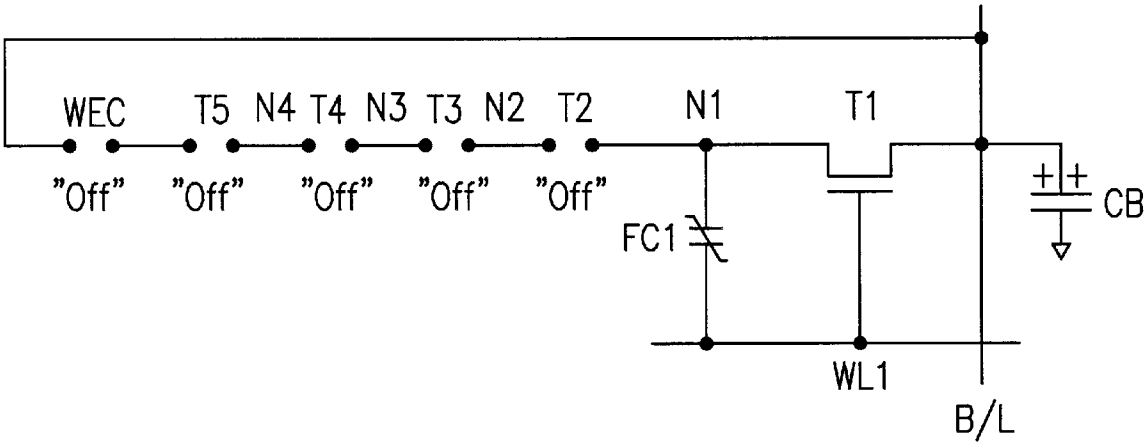 WEC T5 N4 T4 N3 T3 N2 T2 N1 T1
"Off" "Off" "Off" "Off" "Off"
++
CB
FC1
WL1
B/L